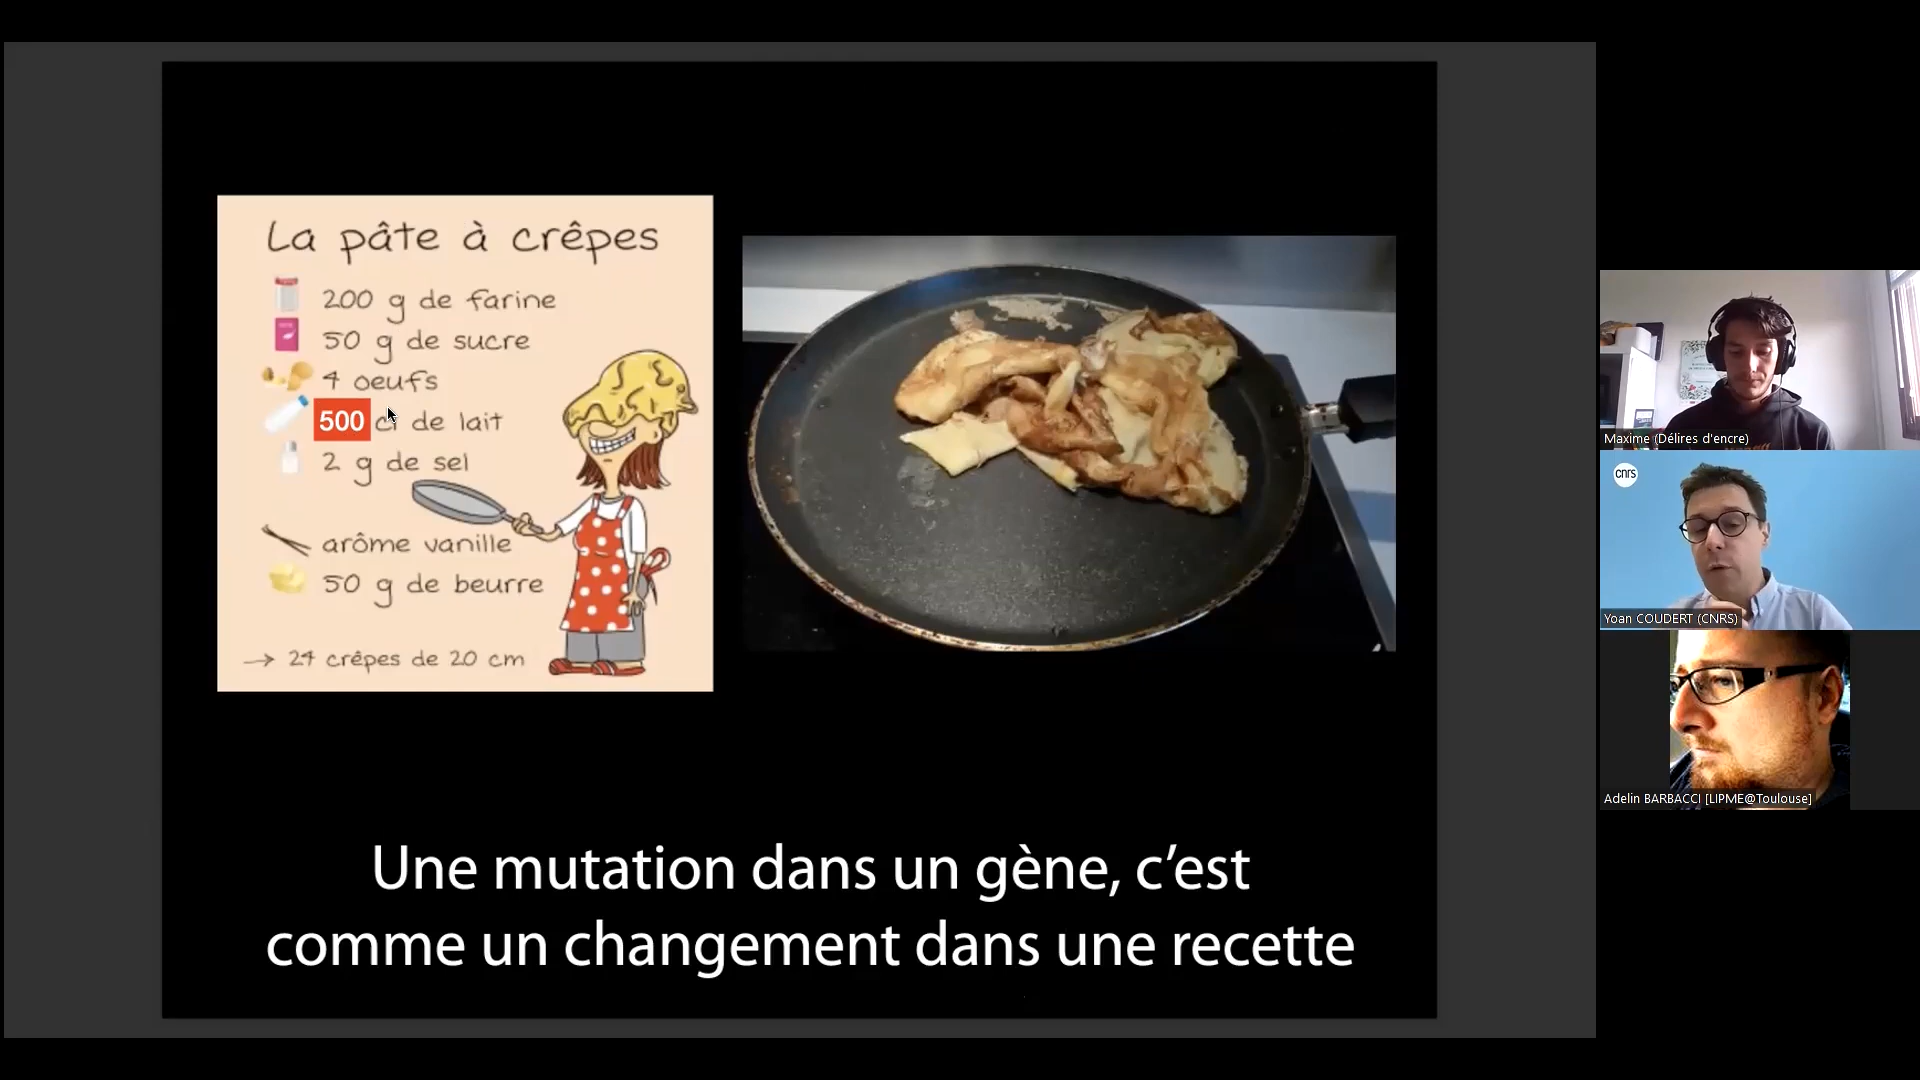 La pâte à crêpes
200 g de farine
50 g de sucre
4 oeufs
500 cl de lait
2 g de sel
arôme vanille
50 g de beurre
→ 24 crêpes de 20 cm
Une mutation dans un gène, c’est
comme un changement dans une recette
Maxime (Délires d'encre)
cnrs
Yoan COUDERT (CNRS)
Adelin BARBACCI [LIPME@Toulouse]